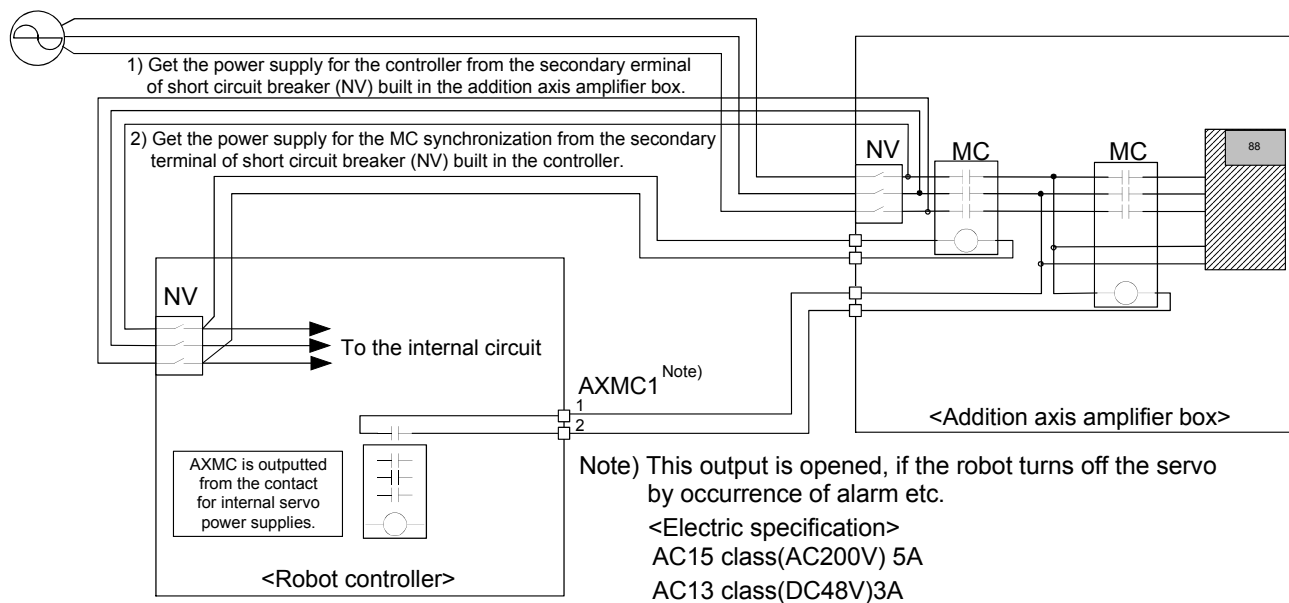 1) Get the power supply for the controller from the secondary erminal
of short circuit breaker (NV) built in the addition axis amplifier box.
2) Get the power supply for the MC synchronization from the secondary
terminal of short circuit breaker (NV) built in the controller.
NV
MC
MC
88
NV
To the internal circuit
AXMC1 Note)
1
2
<Addition axis amplifier box>
AXMC is outputted
from the contact
for internal servo
power supplies.
<Robot controller>
Note) This output is opened, if the robot turns off the servo
by occurrence of alarm etc.
<Electric specification>
AC15 class(AC200V) 5A
AC13 class(DC48V)3A